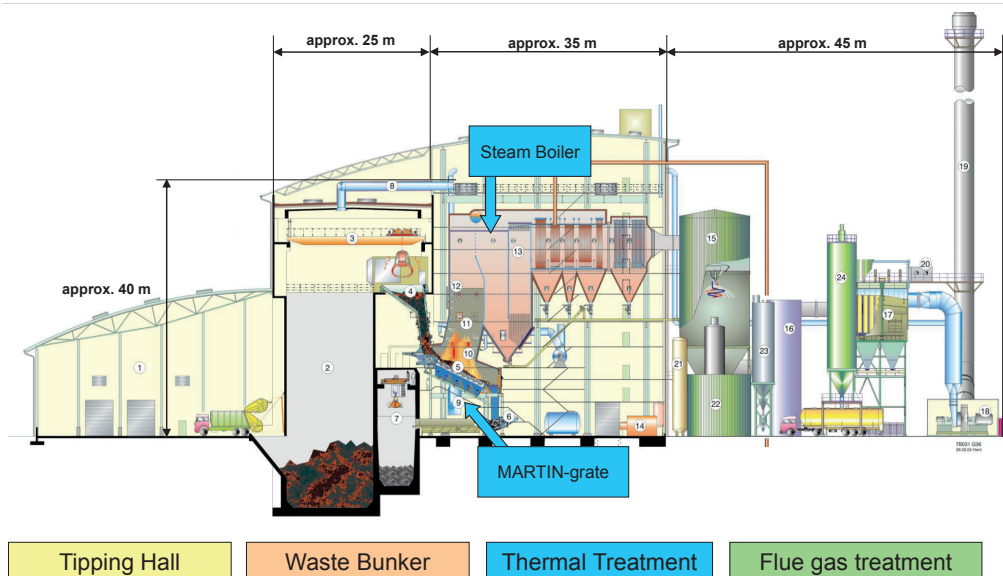 approx. 25 m
approx. 35 m
approx. 45 m
Steam Boiler
8
19
3
15
13
20
approx. 40 m
4
12
24
11
16
17
10
1
2
5
21
23
9
7
6
22
14
18
7B031 G36
MARTIN-grate
Tipping Hall
Waste Bunker
Thermal Treatment
Flue gas treatment